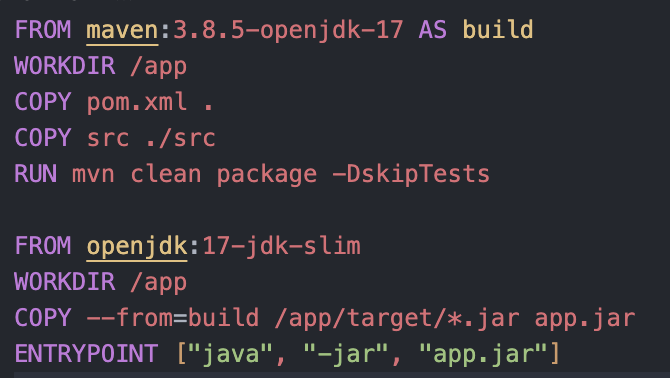 FROM maven:3.8.5-openjdk-17 AS build
WORKDIR /app
COPY pom.xml .
COPY src ./src
RUN mvn clean package -DskipTests
FROM openjdk:17-jdk-slim
WORKDIR /app
COPY --from=build /app/target/*.jar app.jar
ENTRYPOINT ["java", "-jar", "app.jar"]